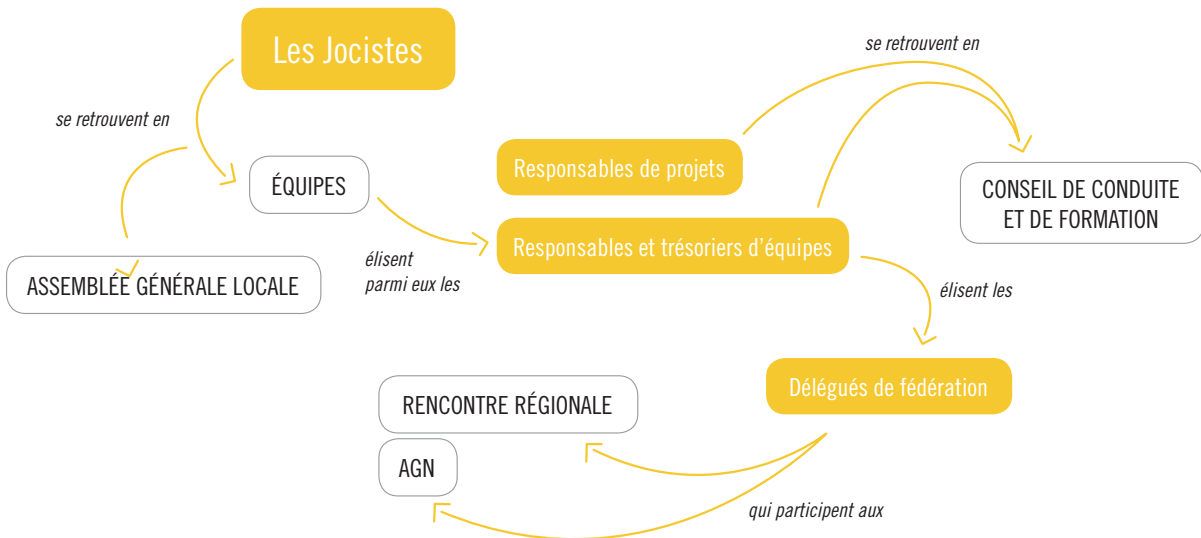 Les Jocistes
se retrouvent en
se retrouvent en
Responsables de projets
ÉQUIPES
CONSEIL DE CONDUITE
ET DE FORMATION
Responsables et trésoriers d'équipes
élisent
parmi eux les
ASSEMBLÉE GÉNÉRALE LOCALE
élisent les
Délégués de fédération
RENCONTRE RÉGIONALE
AGN
qui participent aux